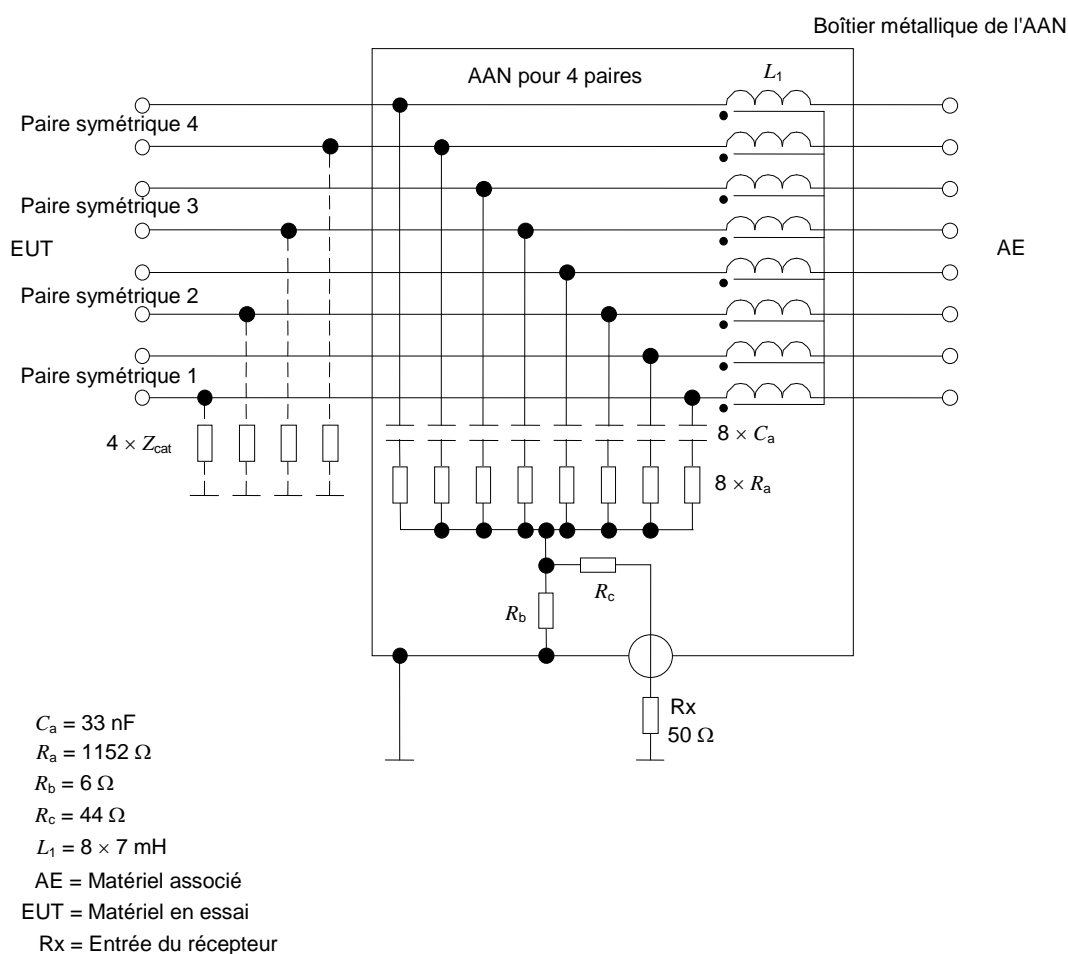 Boîtier métallique de l'AAN
AAN pour 4 paires
L1
Paire symétrique 4
Paire symétrique 3
EUT
AE
Paire symétrique 2
Paire symétrique 1
4 × Zcat
8 × Ca
8 × Ra
Rc
Rb
Rx
50 Ω
Ca = 33 nF
Ra = 1152 Ω
Rb = 6 Ω
Rc = 44 Ω
L1 = 8 × 7 mH
AE = Matériel associé
EUT = Matériel en essai
Rx = Entrée du récepteur